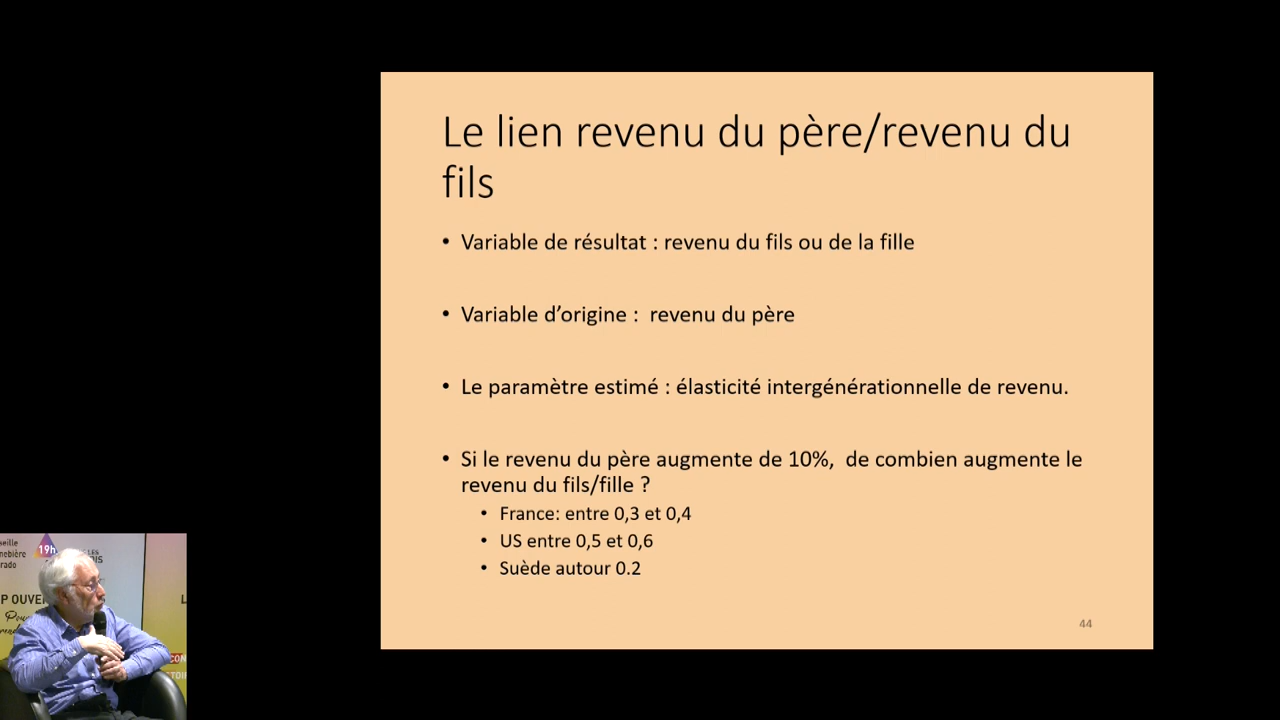 Le lien revenu du père/revenu du
fils
• Variable de résultat : revenu du fils ou de la fille
• Variable d’origine : revenu du père
• Le paramètre estimé : élasticité intergénérationnelle de revenu.
• Si le revenu du père augmente de 10%, de combien augmente le
revenu du fils/fille ?
• France: entre 0,3 et 0,4
• US entre 0,5 et 0,6
• Suède autour 0.2
44
19h
P OUVE